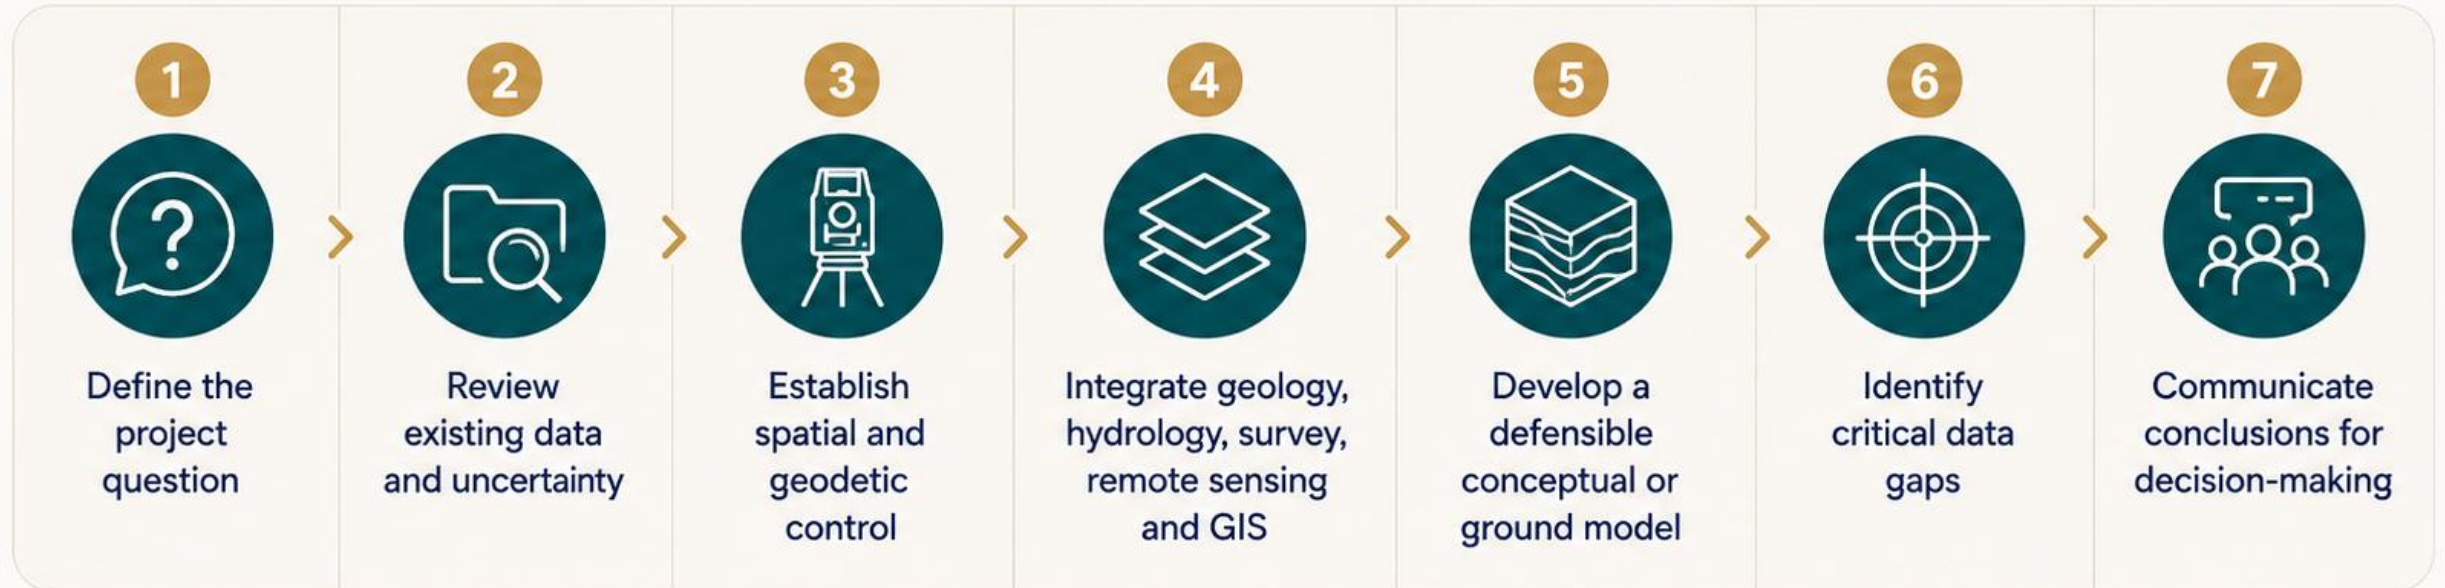 1
Define the
project
question
2
Review
existing data
and uncertainty
3
Establish
spatial and
geodetic
control
4
Integrate geology,
hydrology, survey,
remote sensing
and GIS
5
Develop a
defensible
conceptual or
ground model
6
Identify
critical data
gaps
7
Communicate
conclusions for
decision-making